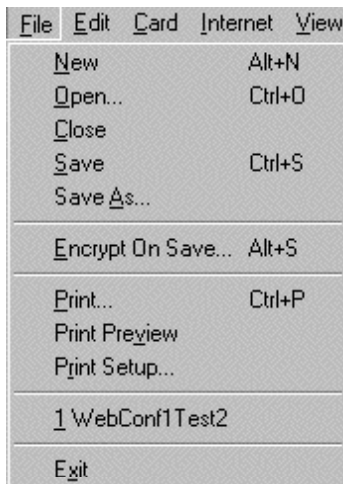 File Edit Card Internet View
New Alt+N
Open... Ctrl+O
Close
Save Ctrl+S
Save As...
Encrypt On Save... Alt+S
Print... Ctrl+P
Print Preview
Print Setup...
1 WebConf1Test2
Exit